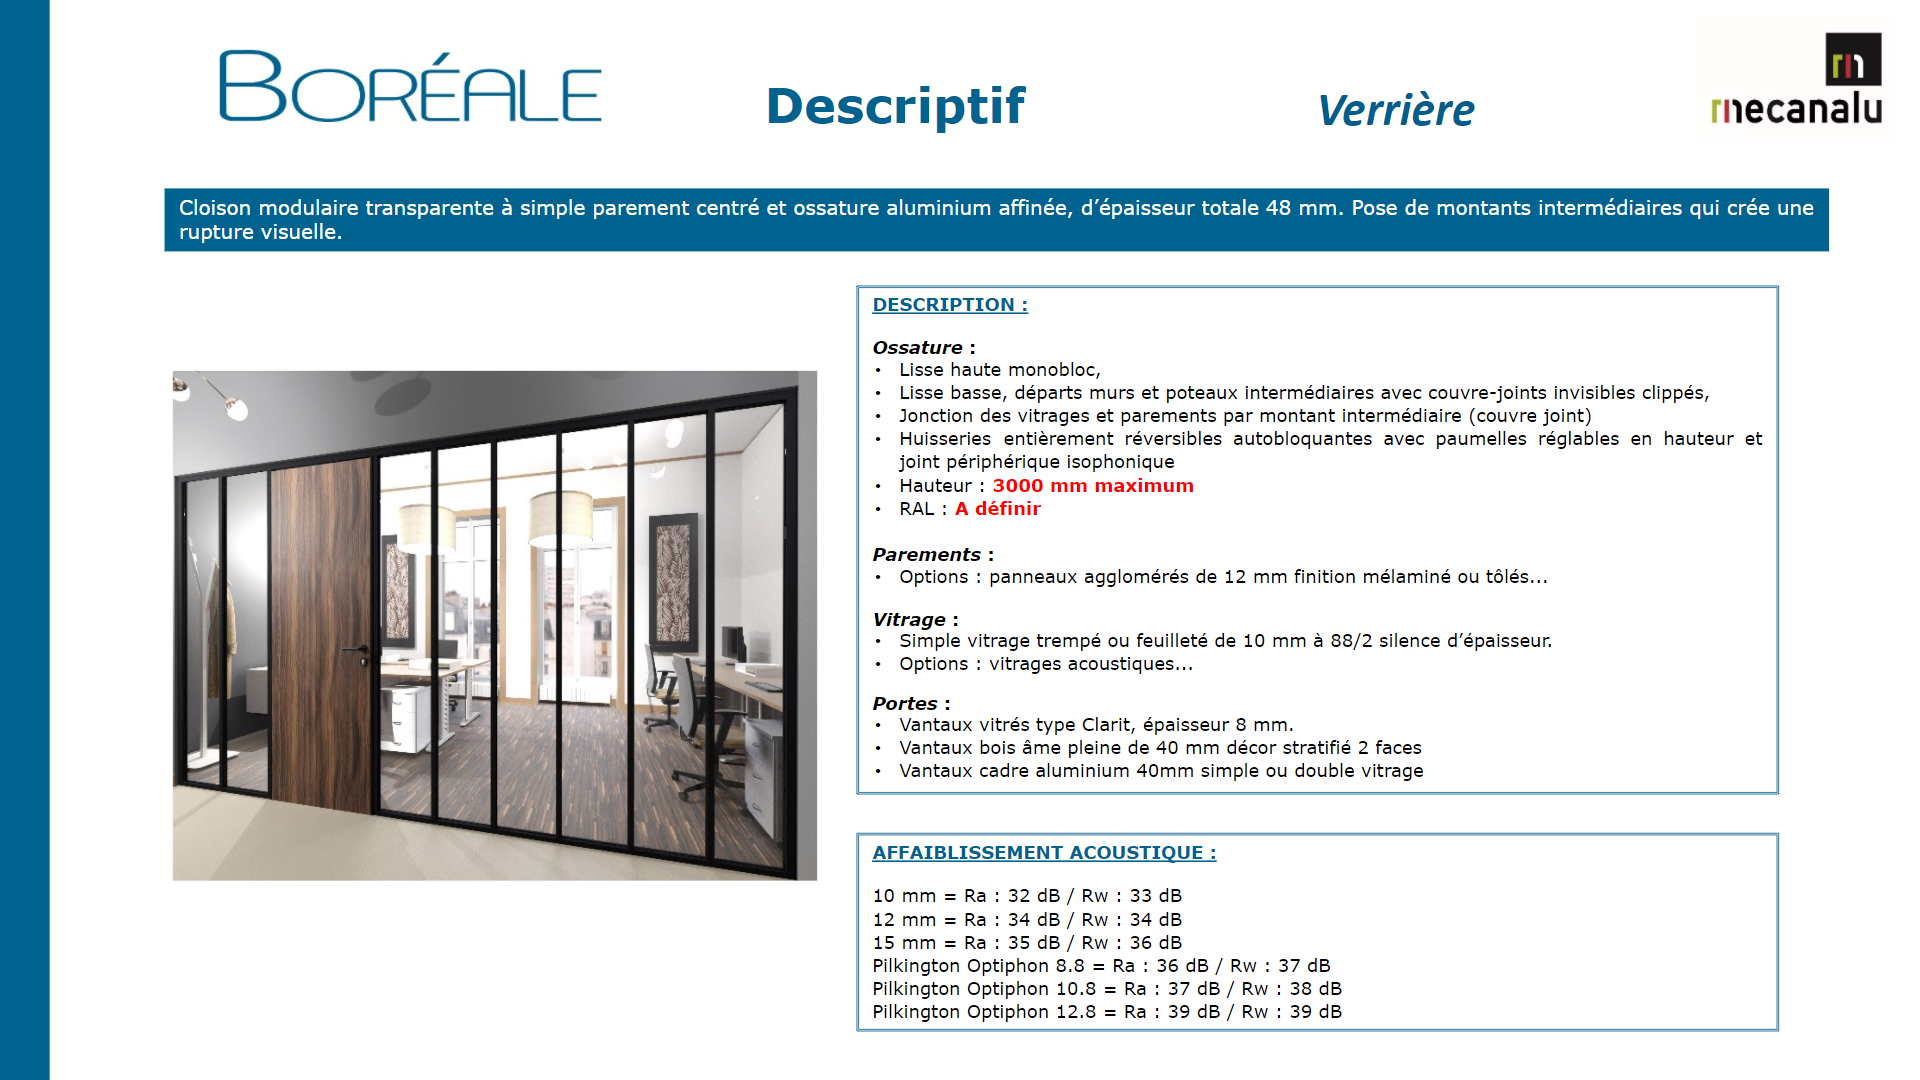 BORÉALE
Descriptif
Verrière
mecanalu
Cloison modulaire transparente à simple parement centré et ossature aluminium affinée, d’épaisseur totale 48 mm. Pose de montants intermédiaires qui crée une
rupture visuelle.
DESCRIPTION :
Ossature :
• Lisse haute monobloc,
• Lisse basse, départs murs et poteaux intermédiaires avec couvre-joints invisibles clippés,
• Jonction des vitrages et parements par montant intermédiaire (couvre joint)
• Huisseries entièrement réversibles autobloquantes avec paumelles réglables en hauteur et
joint périphérique isophonique
• Hauteur : 3000 mm maximum
• RAL : A définir
Parements :
• Options : panneaux agglomérés de 12 mm finition mélaminé ou tôlés...
Vitrage :
• Simple vitrage trempé ou feuilleté de 10 mm à 88/2 silence d’épaisseur.
• Options : vitrages acoustiques...
Portes :
• Vantaux vitrés type Clarit, épaisseur 8 mm.
• Vantaux bois âme pleine de 40 mm décor stratifié 2 faces
• Vantaux cadre aluminium 40mm simple ou double vitrage
AFFAIBLISSEMENT ACOUSTIQUE :
10 mm = Ra : 32 dB / Rw : 33 dB
12 mm = Ra : 34 dB / Rw : 34 dB
15 mm = Ra : 35 dB / Rw : 36 dB
Pilkington Optiphon 8.8 = Ra : 36 dB / Rw : 37 dB
Pilkington Optiphon 10.8 = Ra : 37 dB / Rw : 38 dB
Pilkington Optiphon 12.8 = Ra : 39 dB / Rw : 39 dB